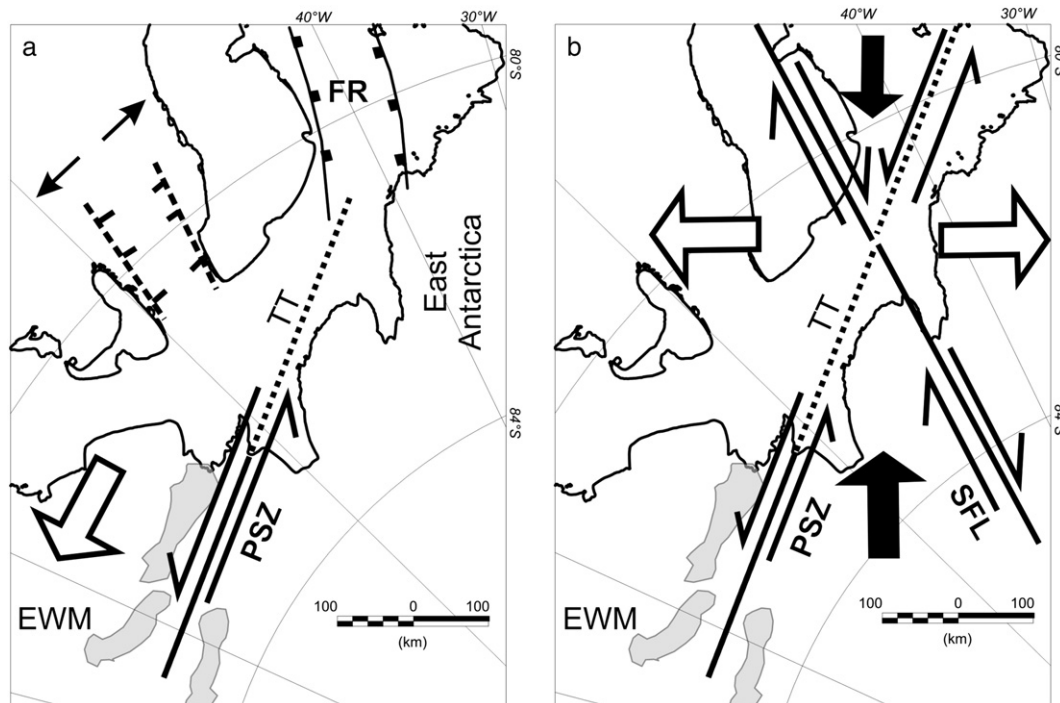 a
40°W
30°W
80°S
FR
East
Antarctica
TT
84°S
PSZ
EWM
100 0 100
(km)
b
40°W
30°W
80°S
TT
84°S
PSZ
SFL
EWM
100 0 100
(km)